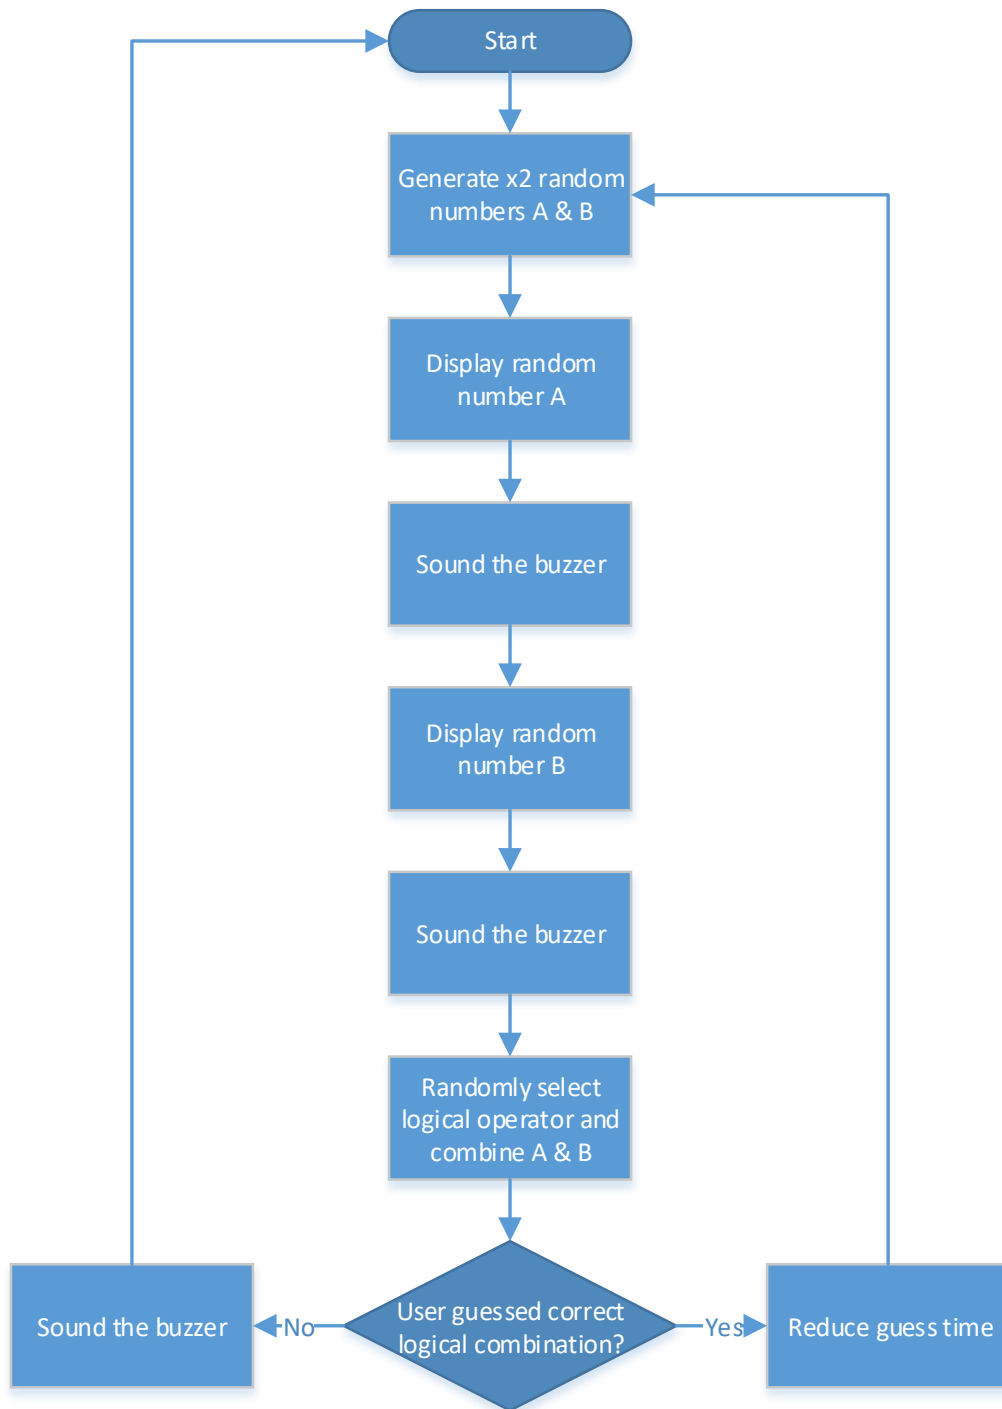 Start
Generate x2 random
numbers A & B
Display random
number A
Sound the buzzer
Display random
number B
Sound the buzzer
Randomly select
logical operator and
combine A & B
User guessed correct
logical combination?
No
Sound the buzzer
Yes
Reduce guess time